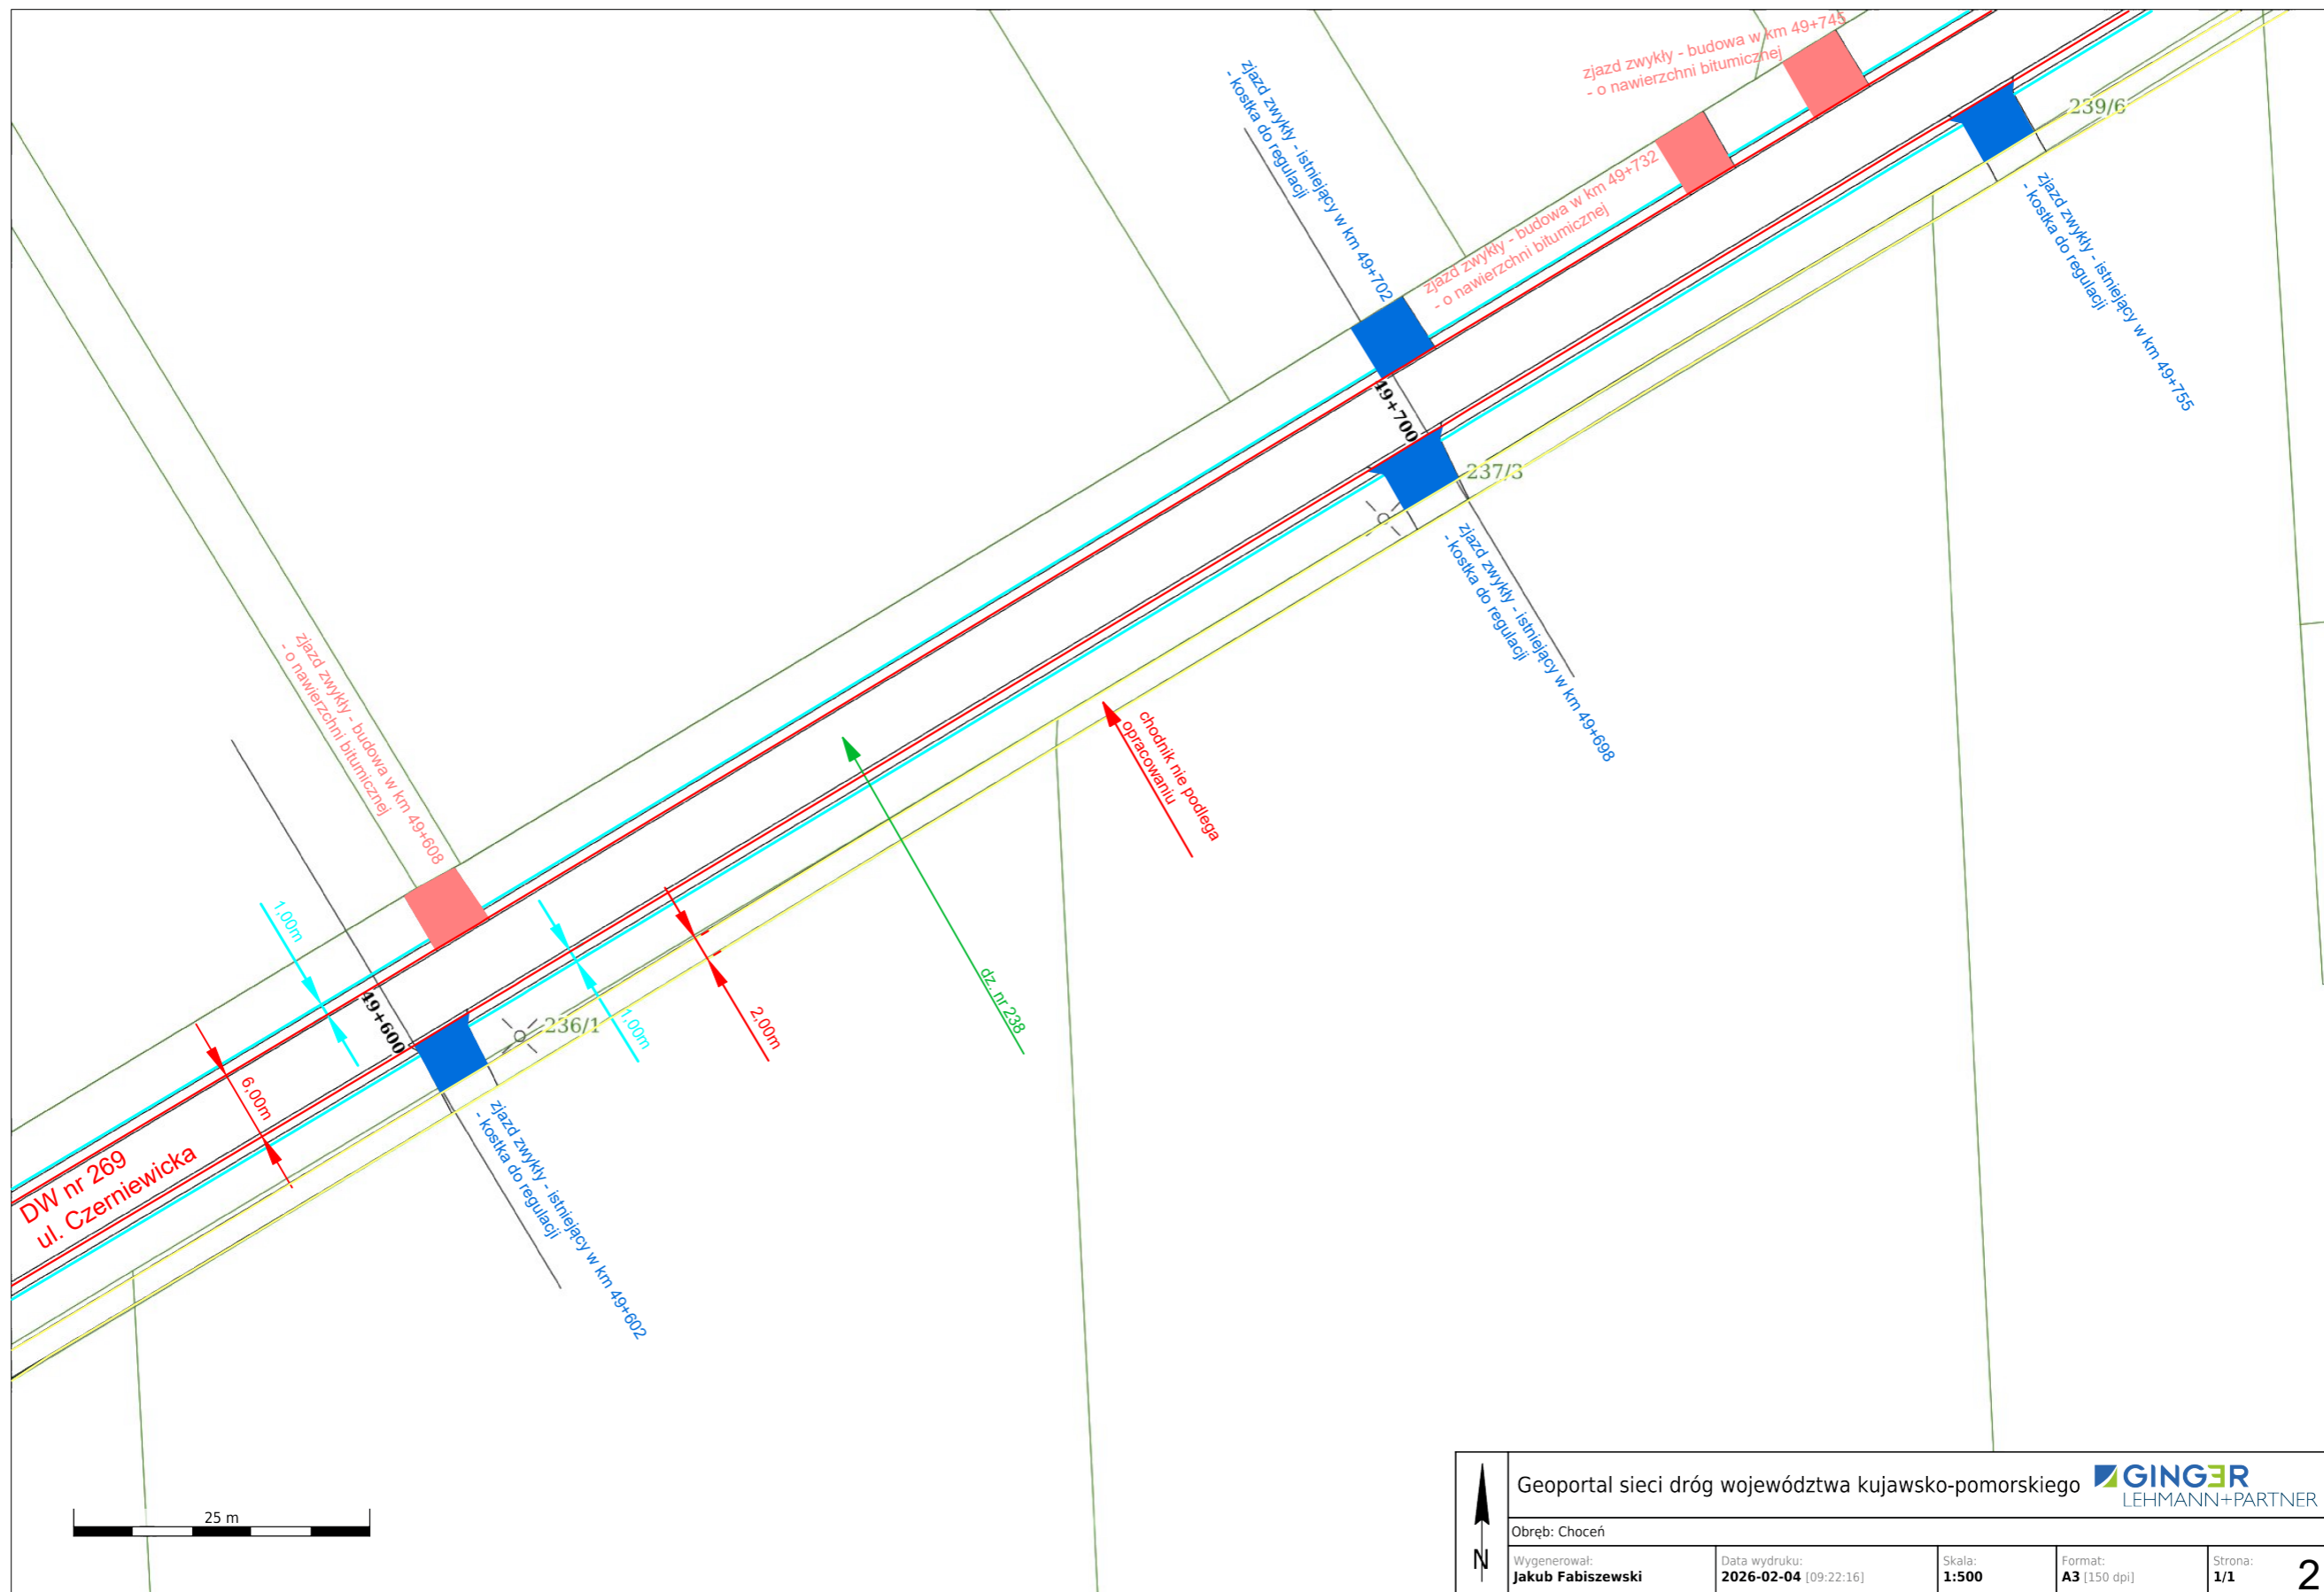 zjazd zwykły - budowa w km 49+745
- o nawierzchni bitumicznej
zjazd zwykły - istniejący w km 49+702
- kostka do regulacji
239/6
zjazd zwykły - budowa w km 49+732
- o nawierzchni bitumicznej
zjazd zwykły - istniejący w km 49+755
- kostka do regulacji
49+700
237/3
zjazd zwykły - istniejący w km 49+698
- kostka do regulacji
zjazd zwykły - budowa w km 49+608
- o nawierzchni bitumicznej
chodnik nie podlega
opracowaniu
1,00m
49+600
236/1
1,00m
2,00m
dz. nr 238
6,00m
DW nr 269
ul. Czerniewicka
zjazd zwykły - istniejący w km 49+602
- kostka do regulacji
25 m
N
Geoportal sieci dróg województwa kujawsko-pomorskiego
GINGER
LEHMANN+PARTNER
Obręb: Choceń
Wygenerował:
Jakub Fabiszewski
Data wydruku:
2026-02-04 [09:22:16]
Skala:
1:500
Format:
A3 [150 dpi]
Strona:
1/1
2